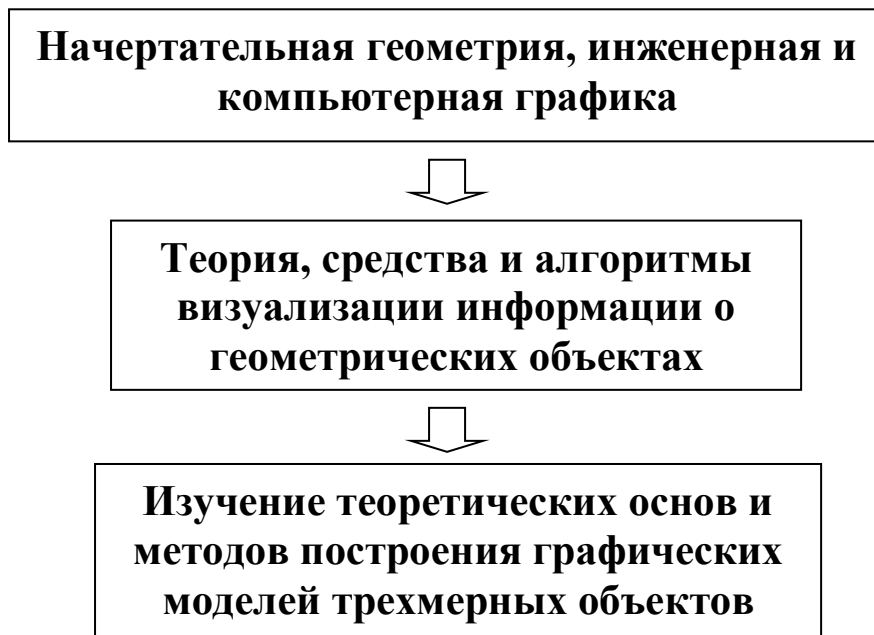 Начертательная геометрия, инженерная и
компьютерная графика
Теория, средства и алгоритмы
визуализации информации о
геометрических объектах
Изучение теоретических основ и
методов построения графических
моделей трехмерных объектов